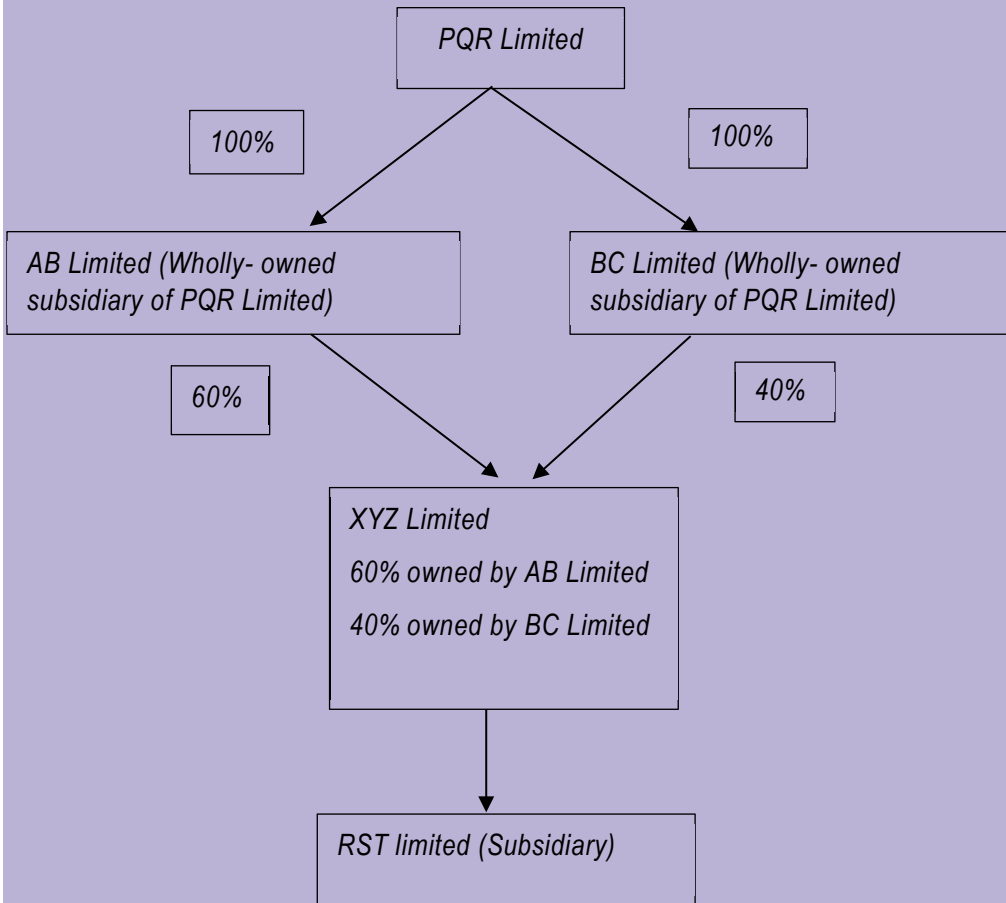 PQR Limited
100%
100%
AB Limited (Wholly- owned
subsidiary of PQR Limited)
BC Limited (Wholly- owned
subsidiary of PQR Limited)
60%
40%
XYZ Limited
60% owned by AB Limited
40% owned by BC Limited
RST limited (Subsidiary)